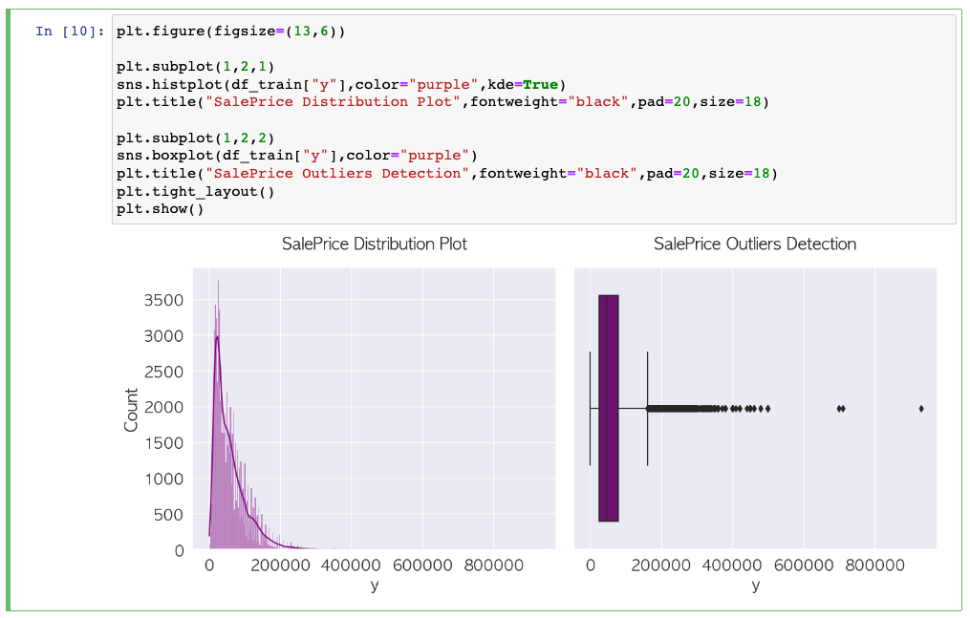 In [10]: plt.figure(figsize=(13,6))
plt.subplot(1,2,1)
sns.histplot(df_train["y"],color="purple",kde=True)
plt.title("SalePrice Distribution Plot",fontweight="black",pad=20,size=18)
plt.subplot(1,2,2)
sns.boxplot(df_train["y"],color="purple")
plt.title("SalePrice Outliers Detection",fontweight="black",pad=20,size=18)
plt.tight_layout()
plt.show()
SalePrice Distribution Plot
Count
3500
3000
2500
2000
1500
1000
500
0
0 200000 400000 600000 800000
y
SalePrice Outliers Detection
0 200000 400000 600000 800000
y